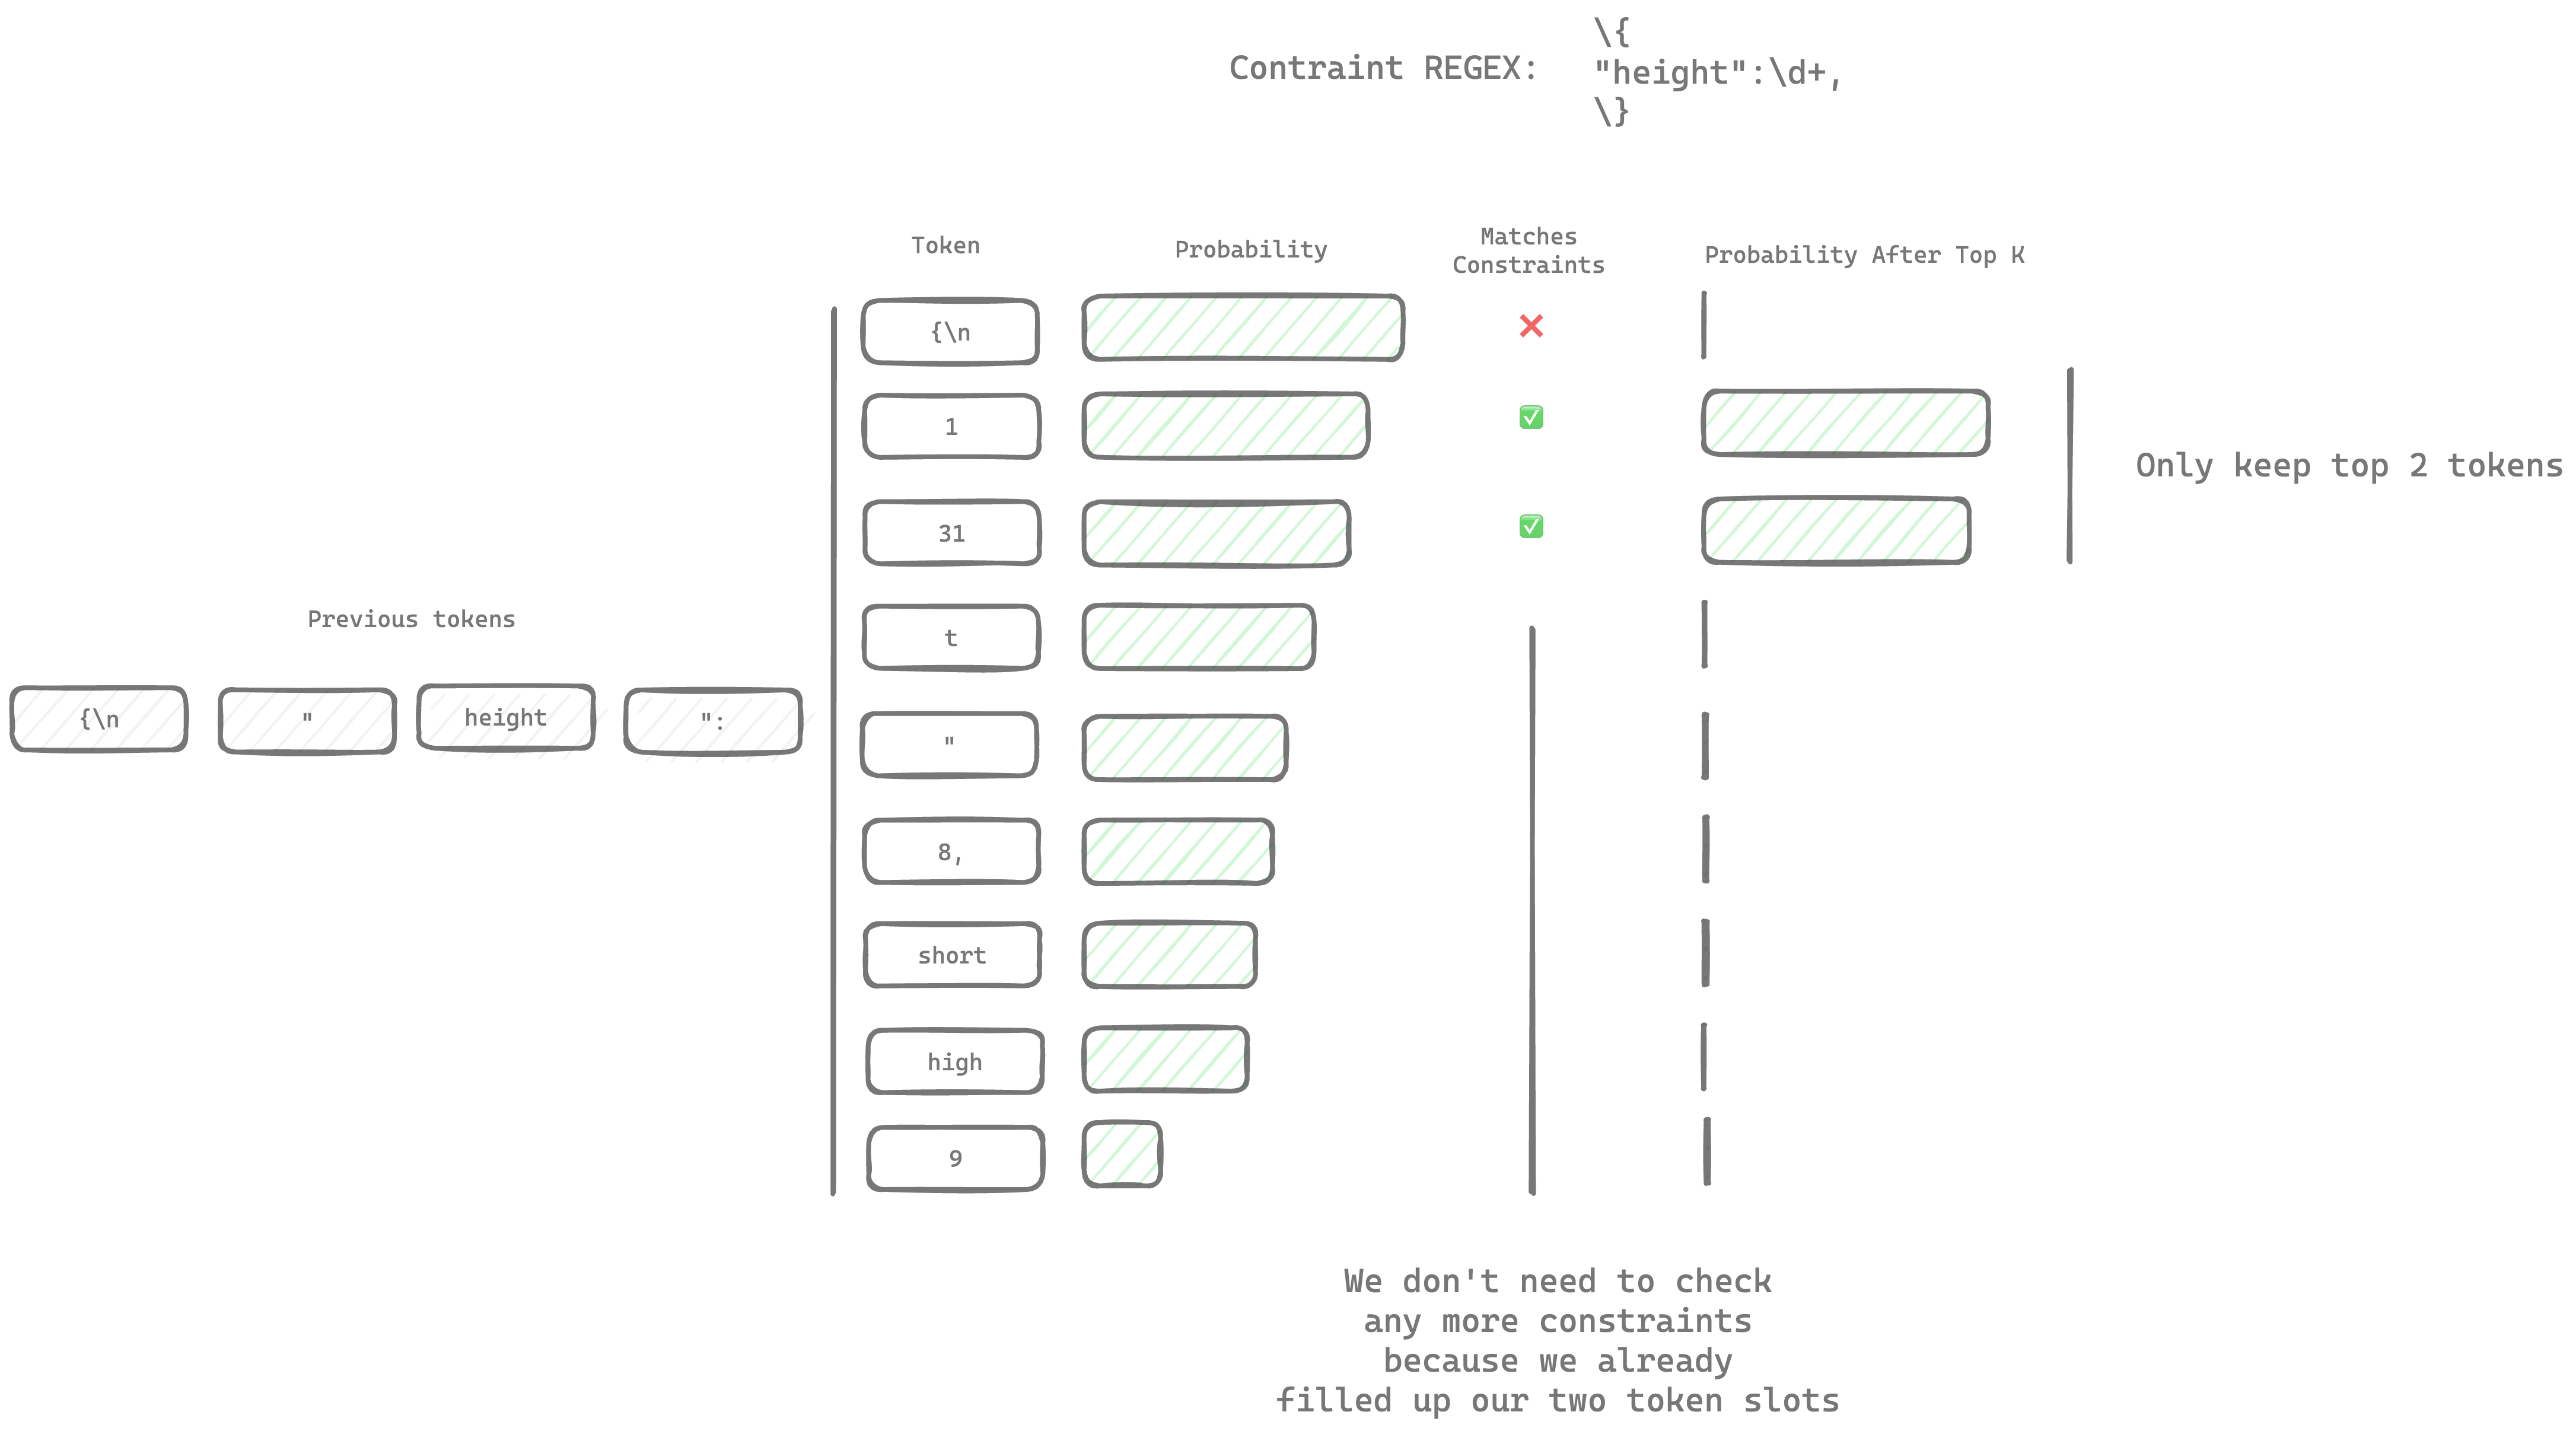 Contraint REGEX:
\{
"height":\d+,
\}
Token
Probability
Matches
Constraints
Probability After Top K
{\n
1
31
t
"
8,
short
high
9
Only keep top 2 tokens
Previous tokens
{\n
"
height
":
We don't need to check
any more constraints
because we already
filled up our two token slots